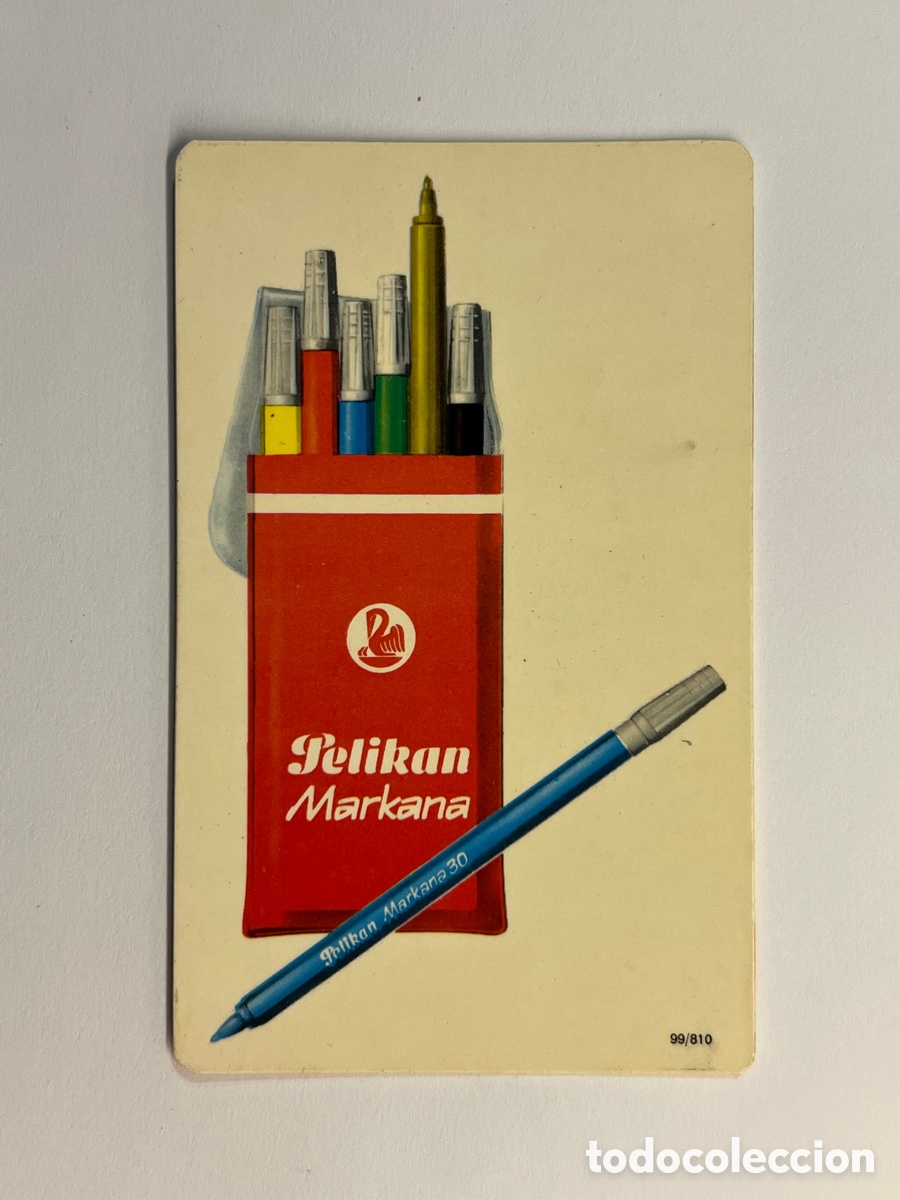 Pelikan
Markana
Pelikan Markana 30
99/810
todocoleccion